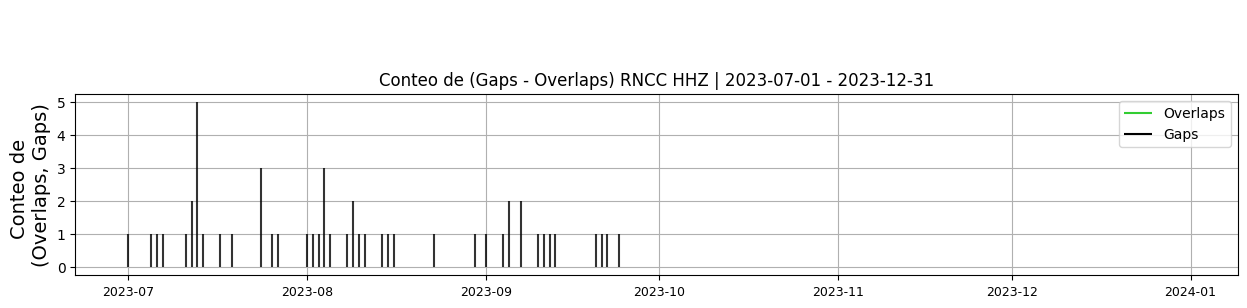 Conteo de (Gaps - Overlaps) RNCC HHZ | 2023-07-01 - 2023-12-31
Conteo de
(Overlaps, Gaps)
5
4
3
2
1
0
Overlaps
Gaps
2023-07 2023-08 2023-09 2023-10 2023-11 2023-12 2024-01